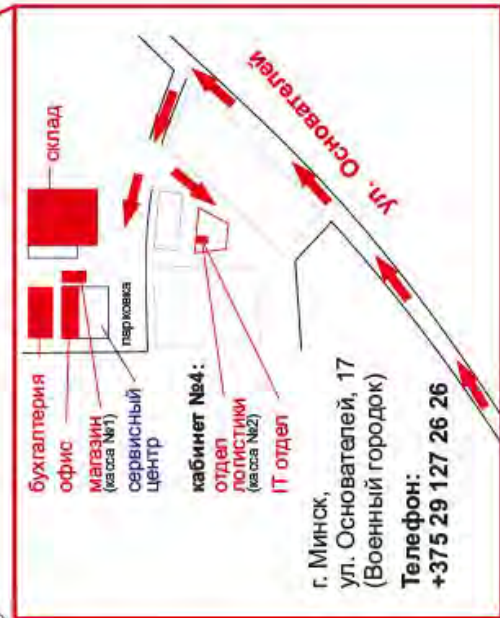 ул. Основателей
склад
бухгалтерия
офис
магазин
(касса №1)
сервисный
центр
парковка
кабинет №4:
отдел
логистики
(касса №2)
IT отдел
г. Минск,
ул. Основателей, 17
(Военный городок)
Телефон:
+375 29 127 26 26